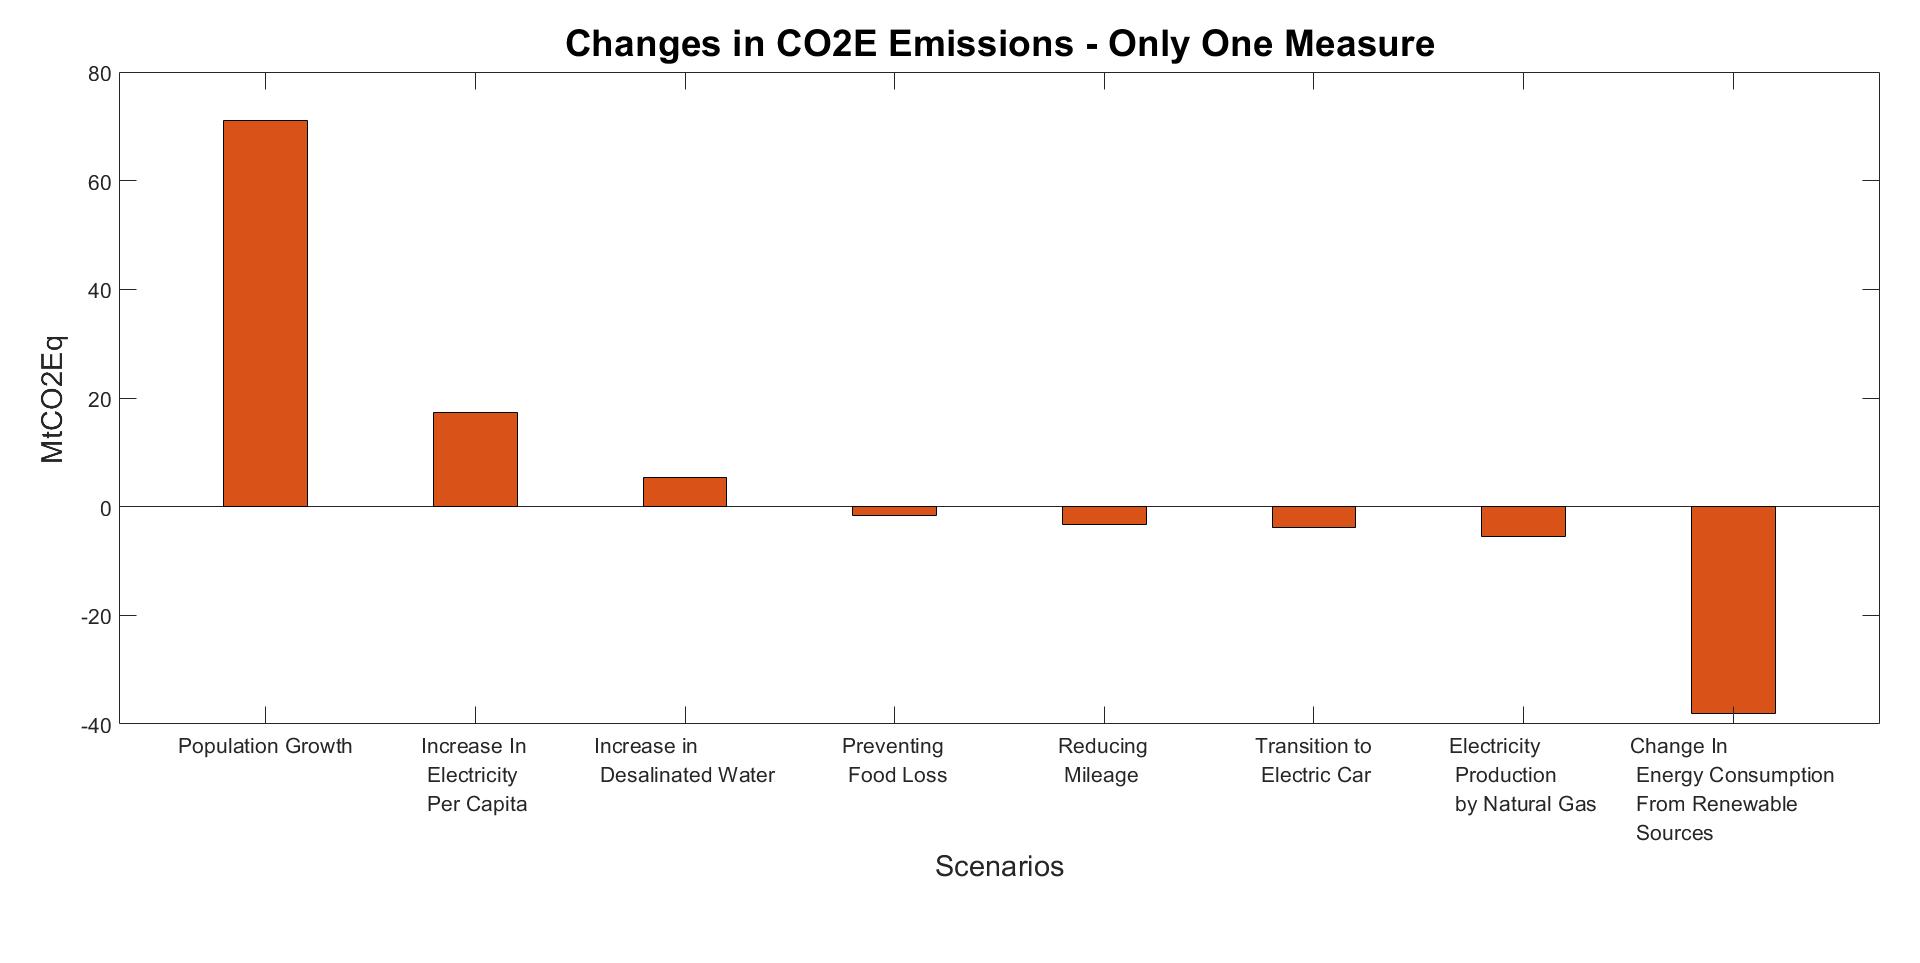 Changes in CO2E Emissions - Only One Measure
80
60
40
20
0
-20
-40
MtCO2Eq
Population Growth
Increase In
Electricity
Per Capita
Increase in
Desalinated Water
Preventing
Food Loss
Reducing
Mileage
Transition to
Electric Car
Electricity
Production
by Natural Gas
Change In
Energy Consumption
From Renewable
Sources
Scenarios